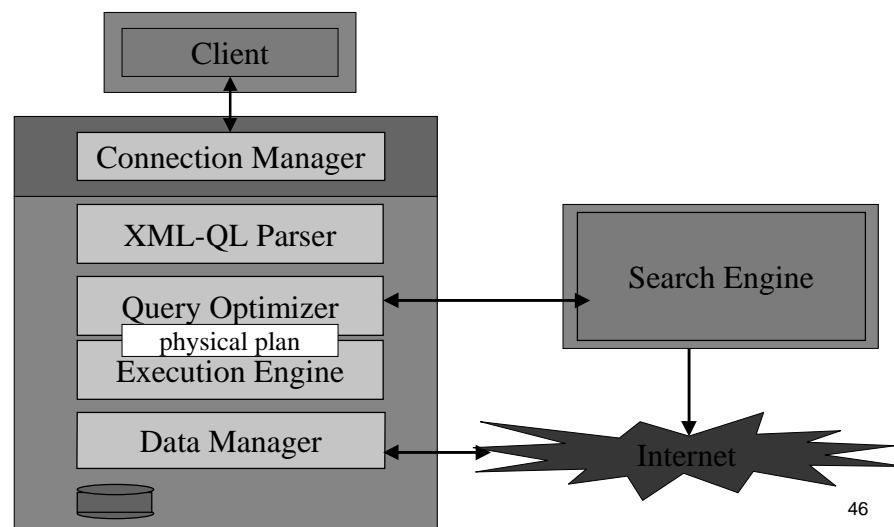 Client
Connection Manager
XML-QL Parser
Query Optimizer
physical plan
Execution Engine
Data Manager
Search Engine
Internet
46